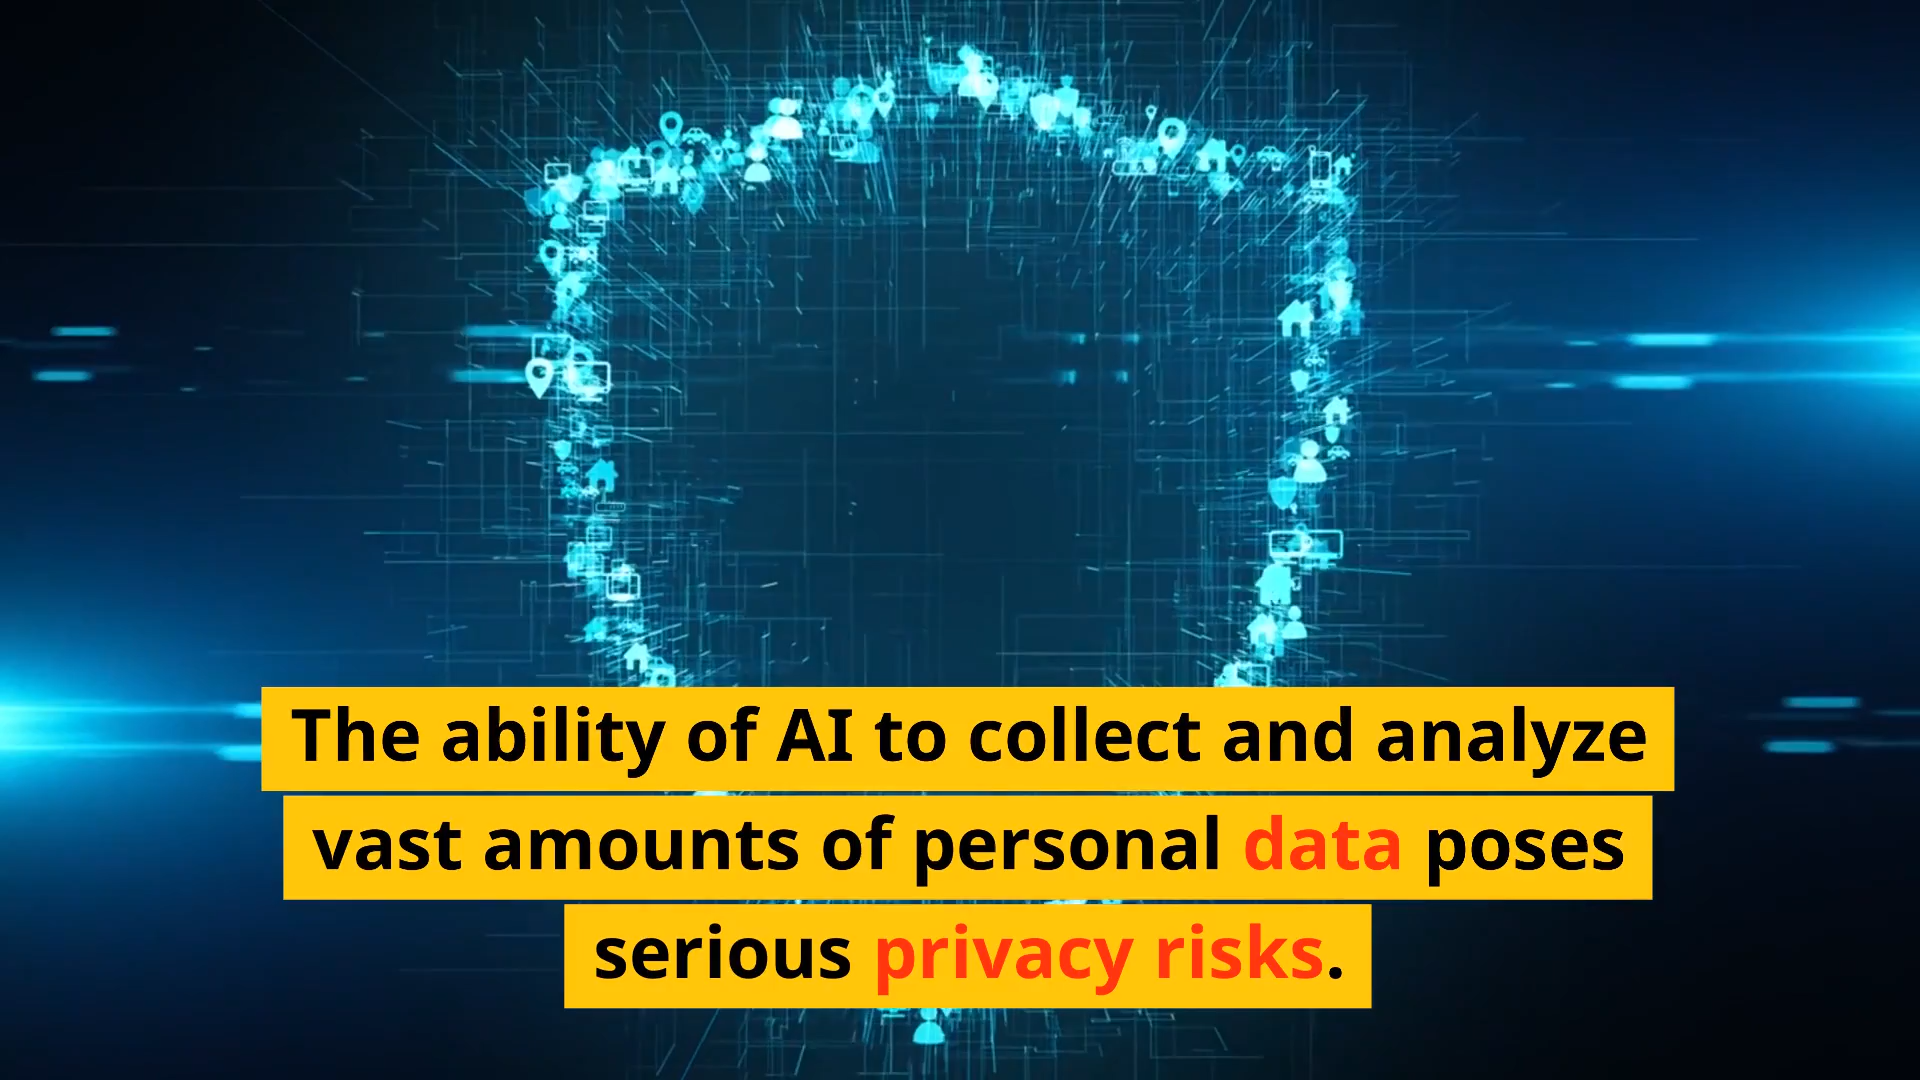 The ability of AI to collect and analyze
vast amounts of personal data poses
serious privacy risks.